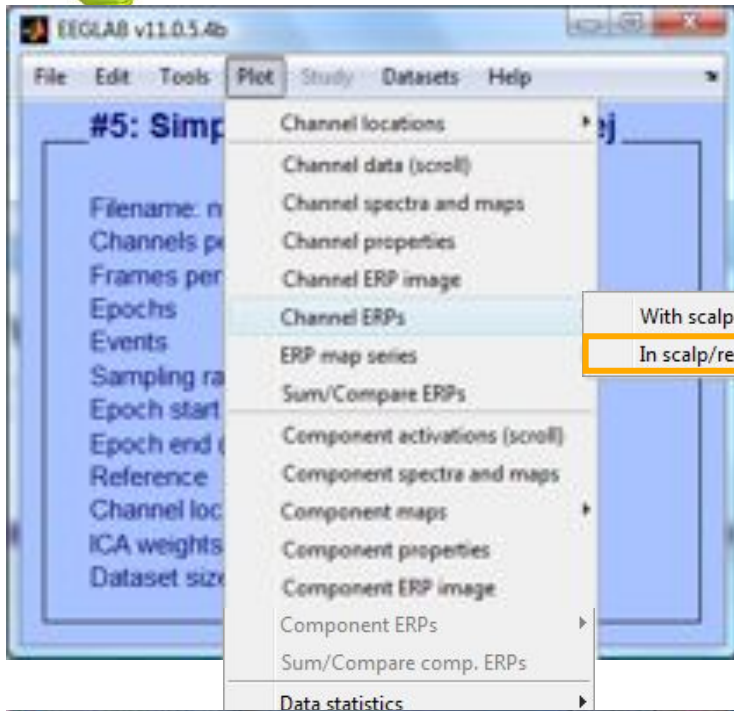 EEGLAB v11.0.5.4b
File Edit Tools Plot Study Datasets Help
#5: Simp
ej
Channel locations
Channel data (scroll)
Filename: n
Channel spectra and maps
Channels pe
Channel properties
Frames per
Channel ERP image
Epochs
Channel ERPs
With scalp
Events
ERP map series
In scalp/re
Sampling ra
Sum/Compare ERPs
Epoch start
Component activations (scroll)
Epoch end (
Reference
Component spectra and maps
Channel loc
Component maps
ICA weights
Component properties
Dataset size
Component ERP image
Component ERPs
Sum/Compare comp. ERPs
Data statistics